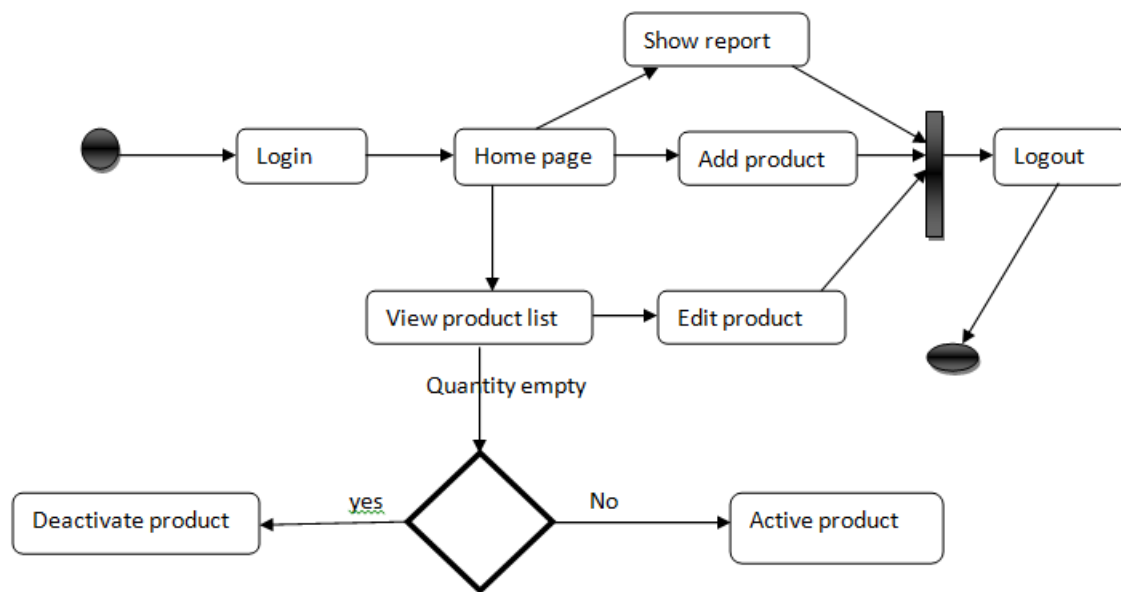 Show report
Login
Home page
Add product
Logout
View product list
Edit product
Quantity empty
yes
No
Deactivate product
Active product